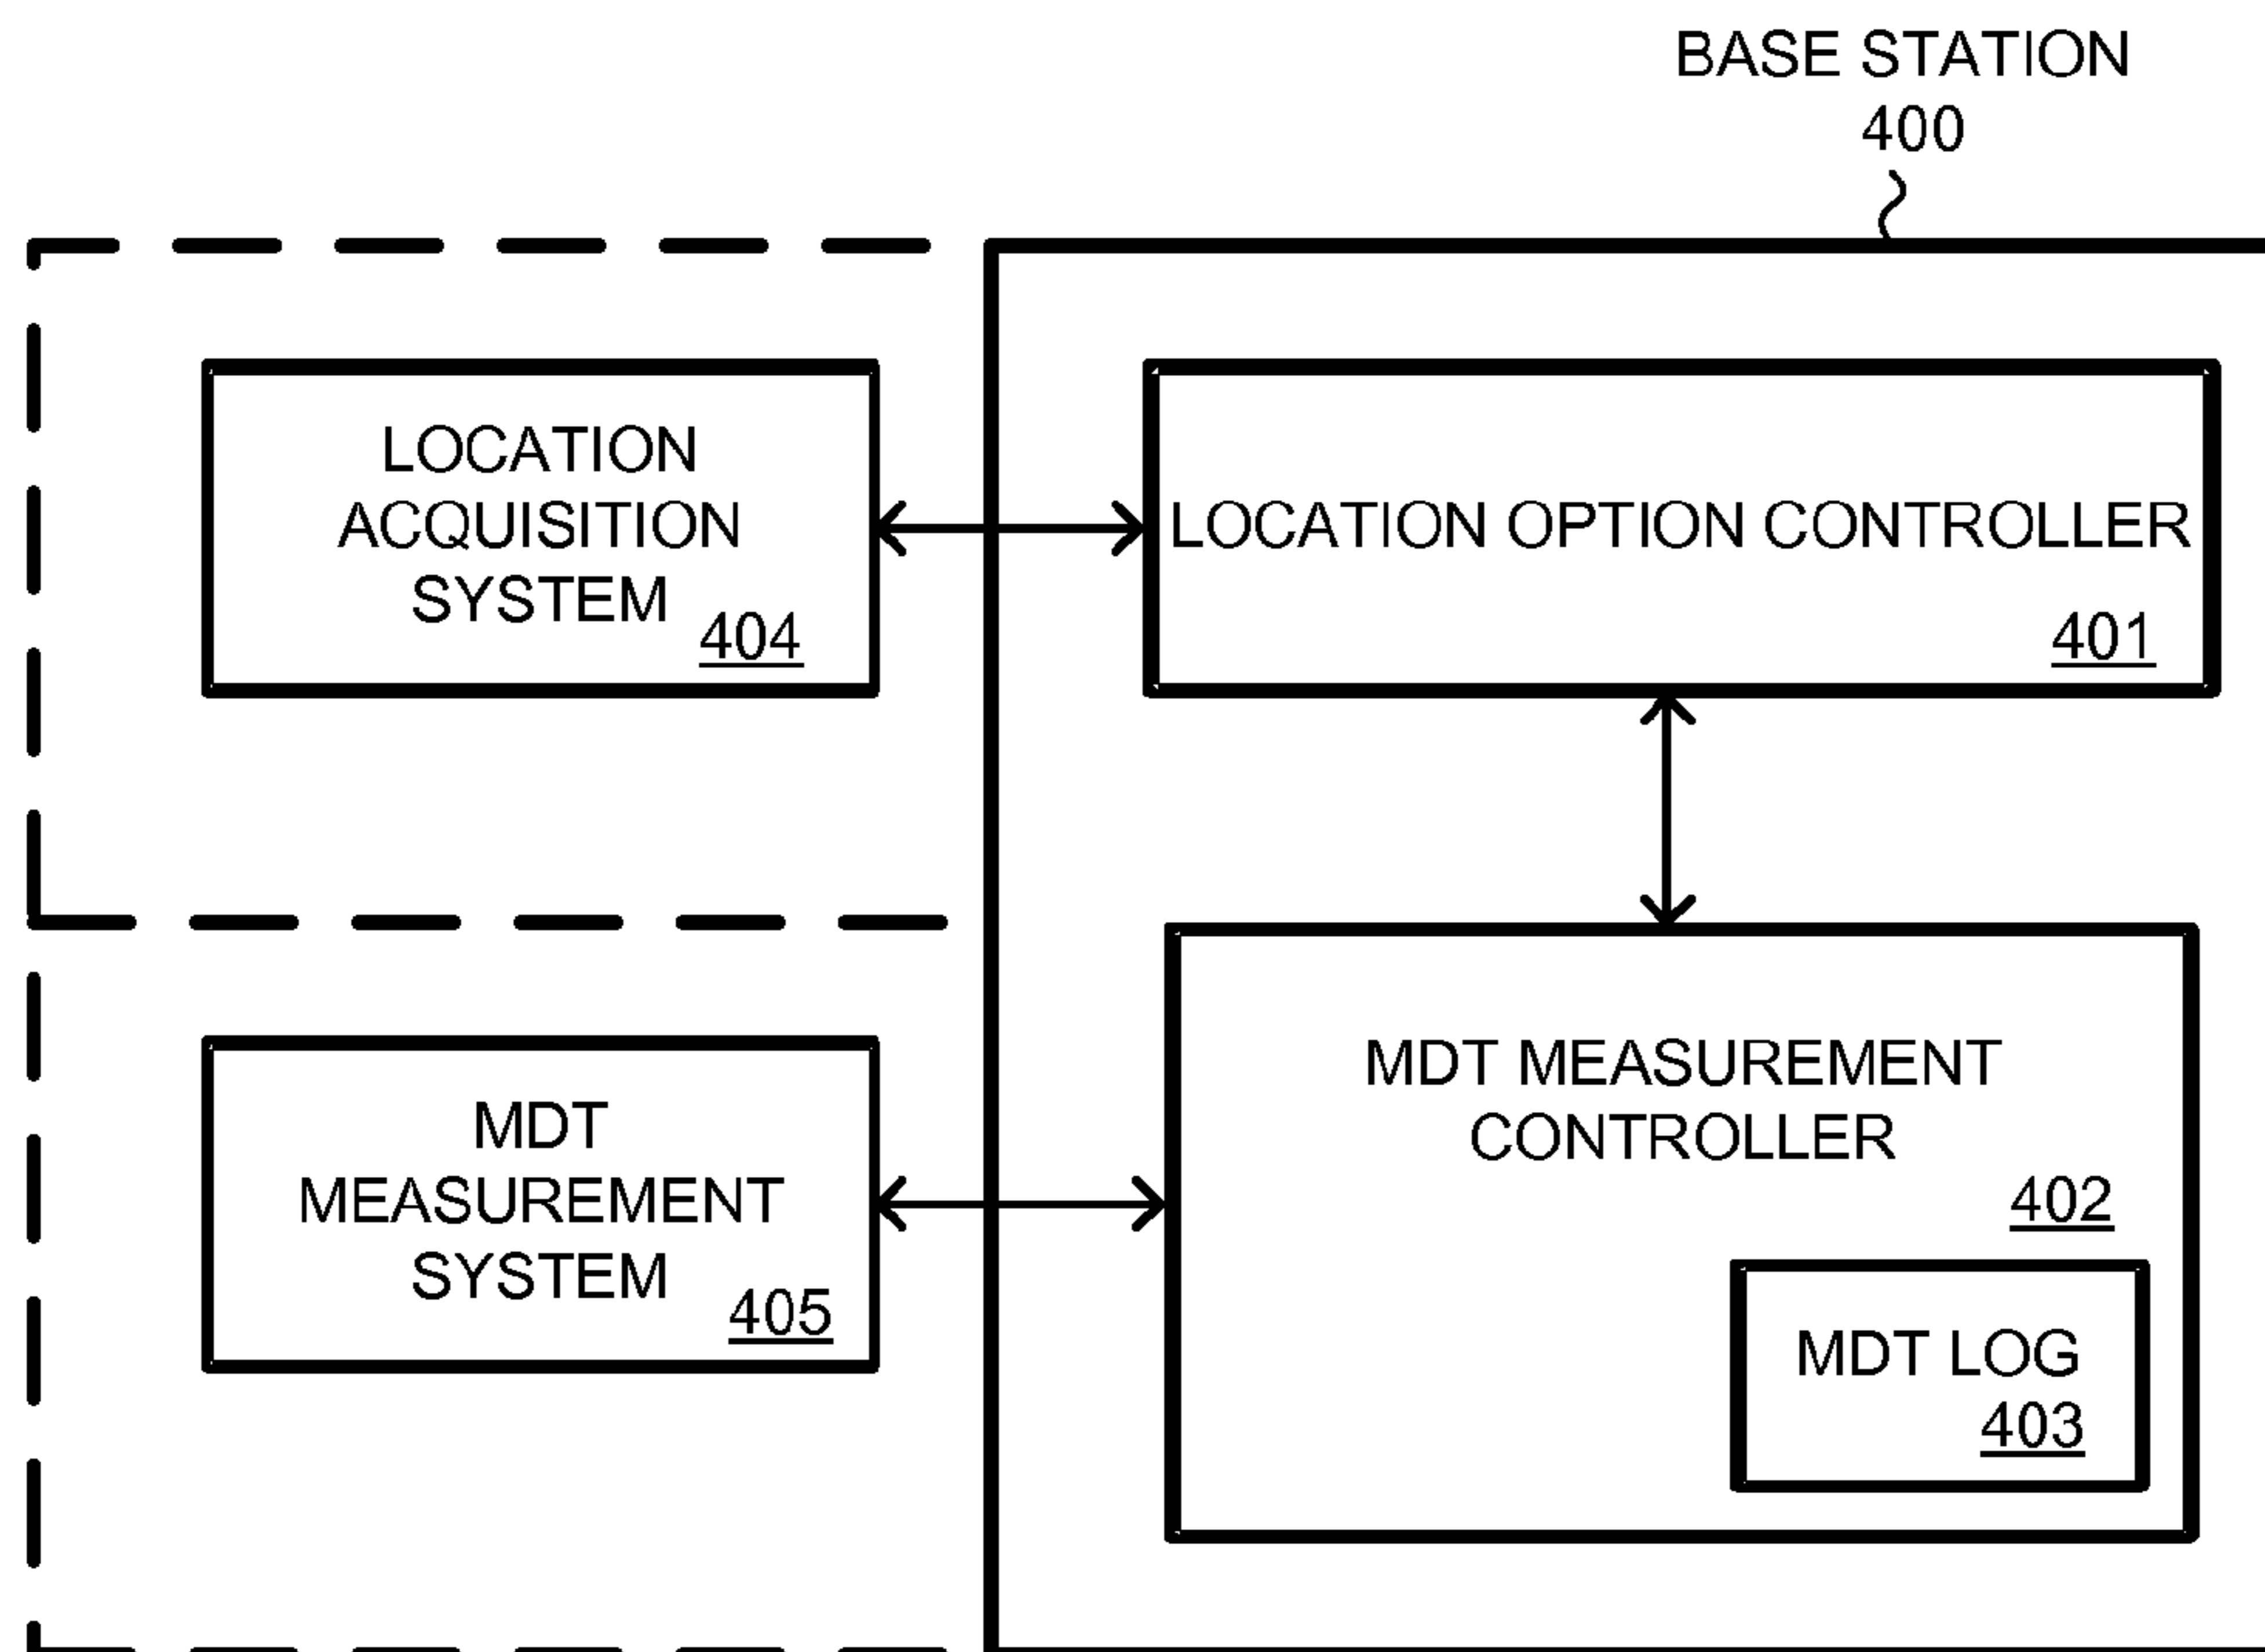 BASE STATION
400
LOCATION
ACQUISITION
SYSTEM
404
LOCATION OPTION CONTROLLER
401
MDT MEASUREMENT
CONTROLLER
402
MDT
MEASUREMENT
SYSTEM
405
MDT LOG
403